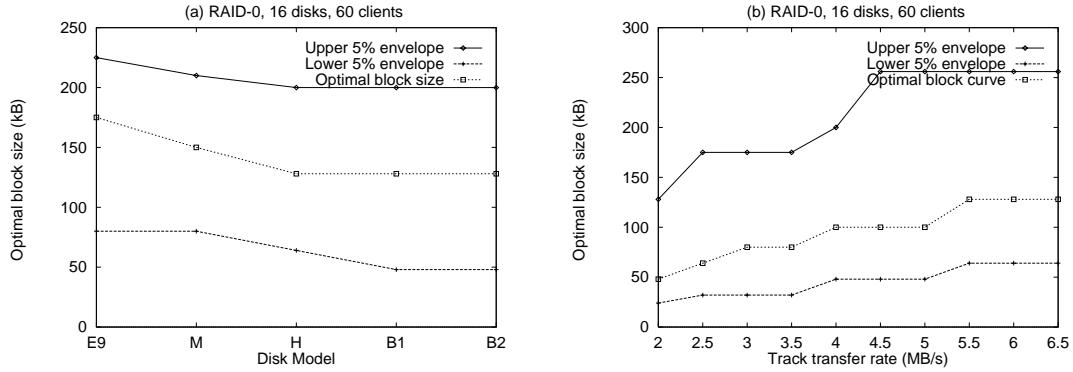 (a) RAID-0, 16 disks, 60 clients
250
200
150
100
50
0
Optimal block size (kB)
Upper 5% envelope
Lower 5% envelope
Optimal block size
E9 M H B1 B2
Disk Model
(b) RAID-0, 16 disks, 60 clients
300
250
200
150
100
50
0
Optimal block size (kB)
Upper 5% envelope
Lower 5% envelope
Optimal block curve
2 2.5 3 3.5 4 4.5 5 5.5 6 6.5
Track transfer rate (MB/s)